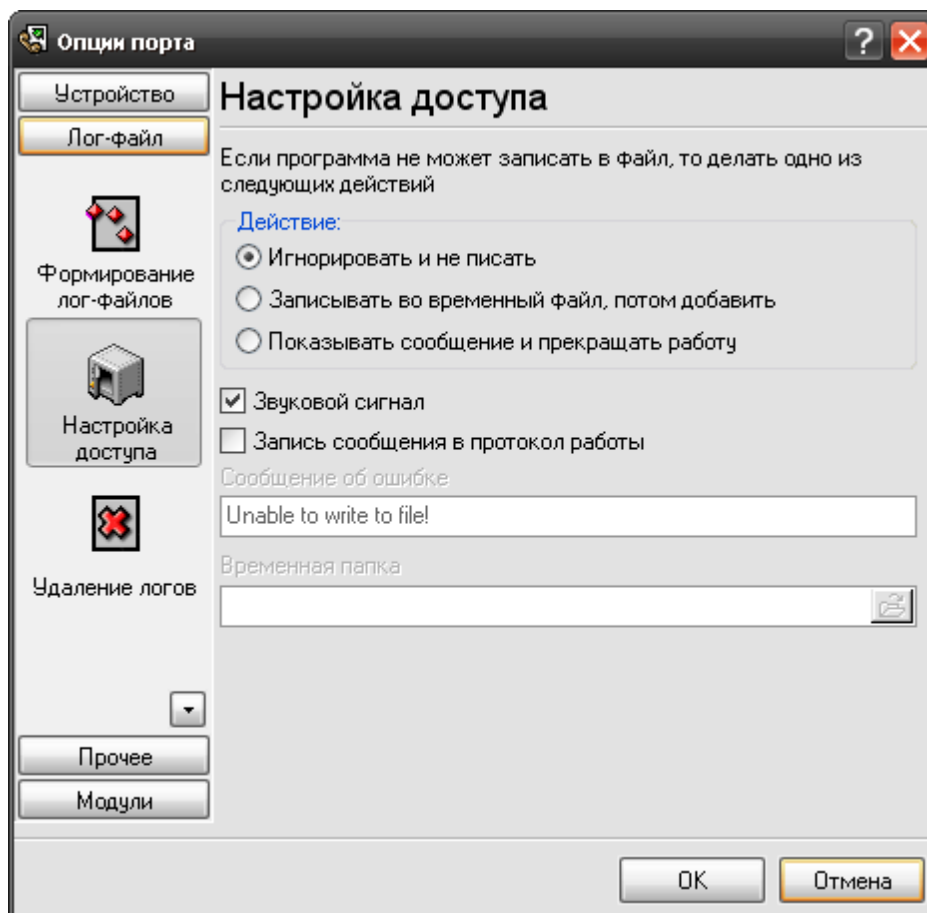 Опции порта
Устройство
Лог-файл
Формирование
лог-файлов
Настройка
доступа
Удаление логов
Прочее
Модули
Настройка доступа
Если программа не может записать в файл, то делать одно из
следующих действий
Действие:
Игнорировать и не писать
Записывать во временный файл, потом добавить
Показывать сообщение и прекращать работу
Звуковой сигнал
Запись сообщения в протокол работы
Сообщение об ошибке
Unable to write to file!
Временная папка
OK
Отмена